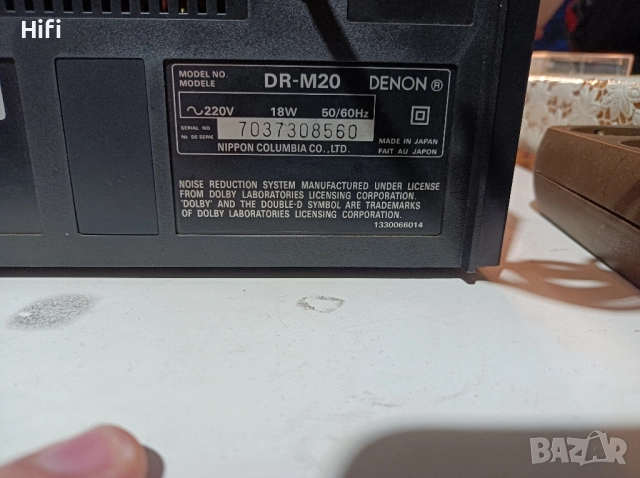 Hifi
MODEL NO. DR-M20 DENON ®
MODELE
~220V 18W 50/60Hz
SERIAL NO 7037308560
No DE SERIE
MADE IN JAPAN
NIPPON COLUMBIA CO., LTD. FAIT AU JAPON
NOISE REDUCTION SYSTEM MANUFACTURED UNDER LICENSE
FROM DOLBY LABORATORIES LICENSING CORPORATION.
'DOLBY' AND THE DOUBLE-D SYMBOL ARE TRADEMARKS
OF DOLBY LABORATORIES LICENSING CORPORATION.
1330066014
BAZAR